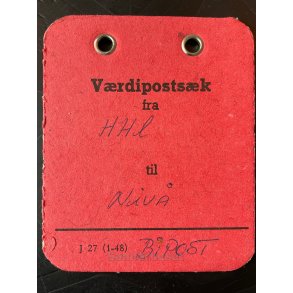 Værdipostsæk
fra
HHL
til
Nivå
J 27 (1-48) BIPOST